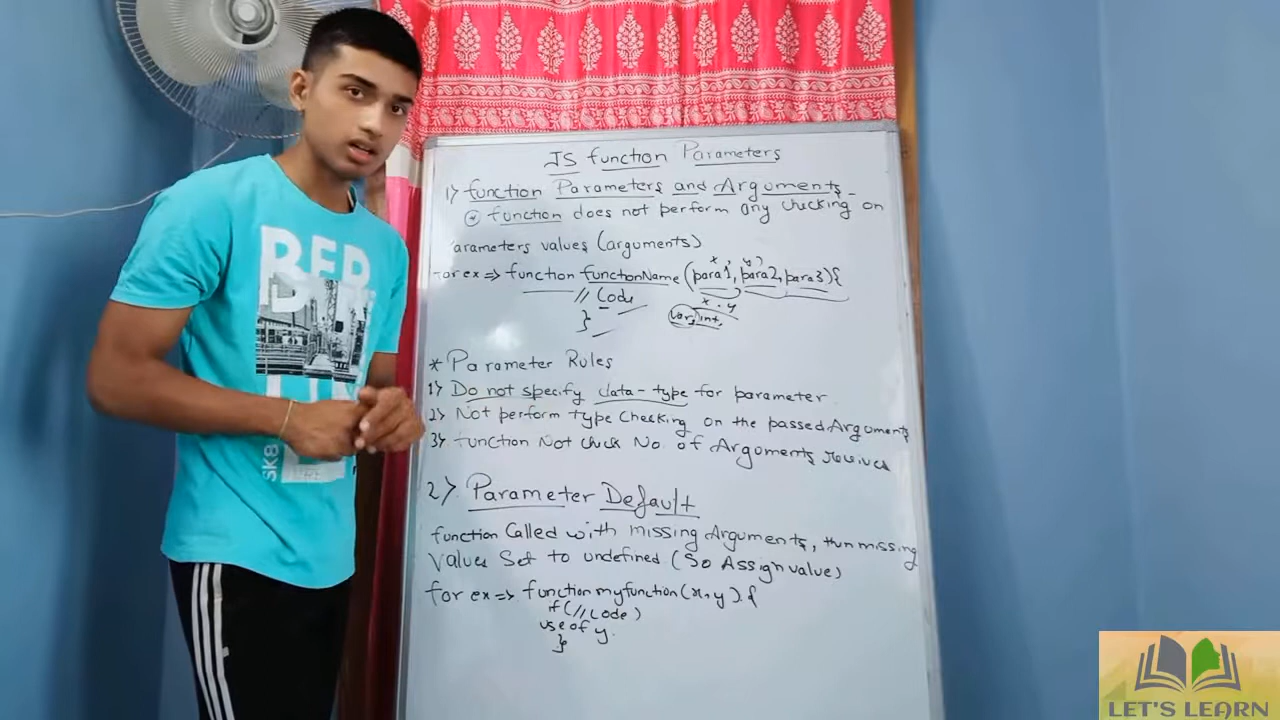 JS function Parameters
1) function Parameters and Arguments
function does not perform any checking on
arameters values (arguments)
for ex => function functionName (para1, para2, para3){
x, y
// Code
x, y
var, int,
}
* Parameter Rules
1) Do not specify data-type for parameter
2) Not perform type checking on the passed Arguments
3) function Not check No. of Arguments
2) Parameter Default
function Called with missing Arguments, then missing
Values Set to undefined (So Assign value)
for ex => function myfunction(x, y) {
if (// Code)
use of y.
}
BER
SK8
LET'S LEARN